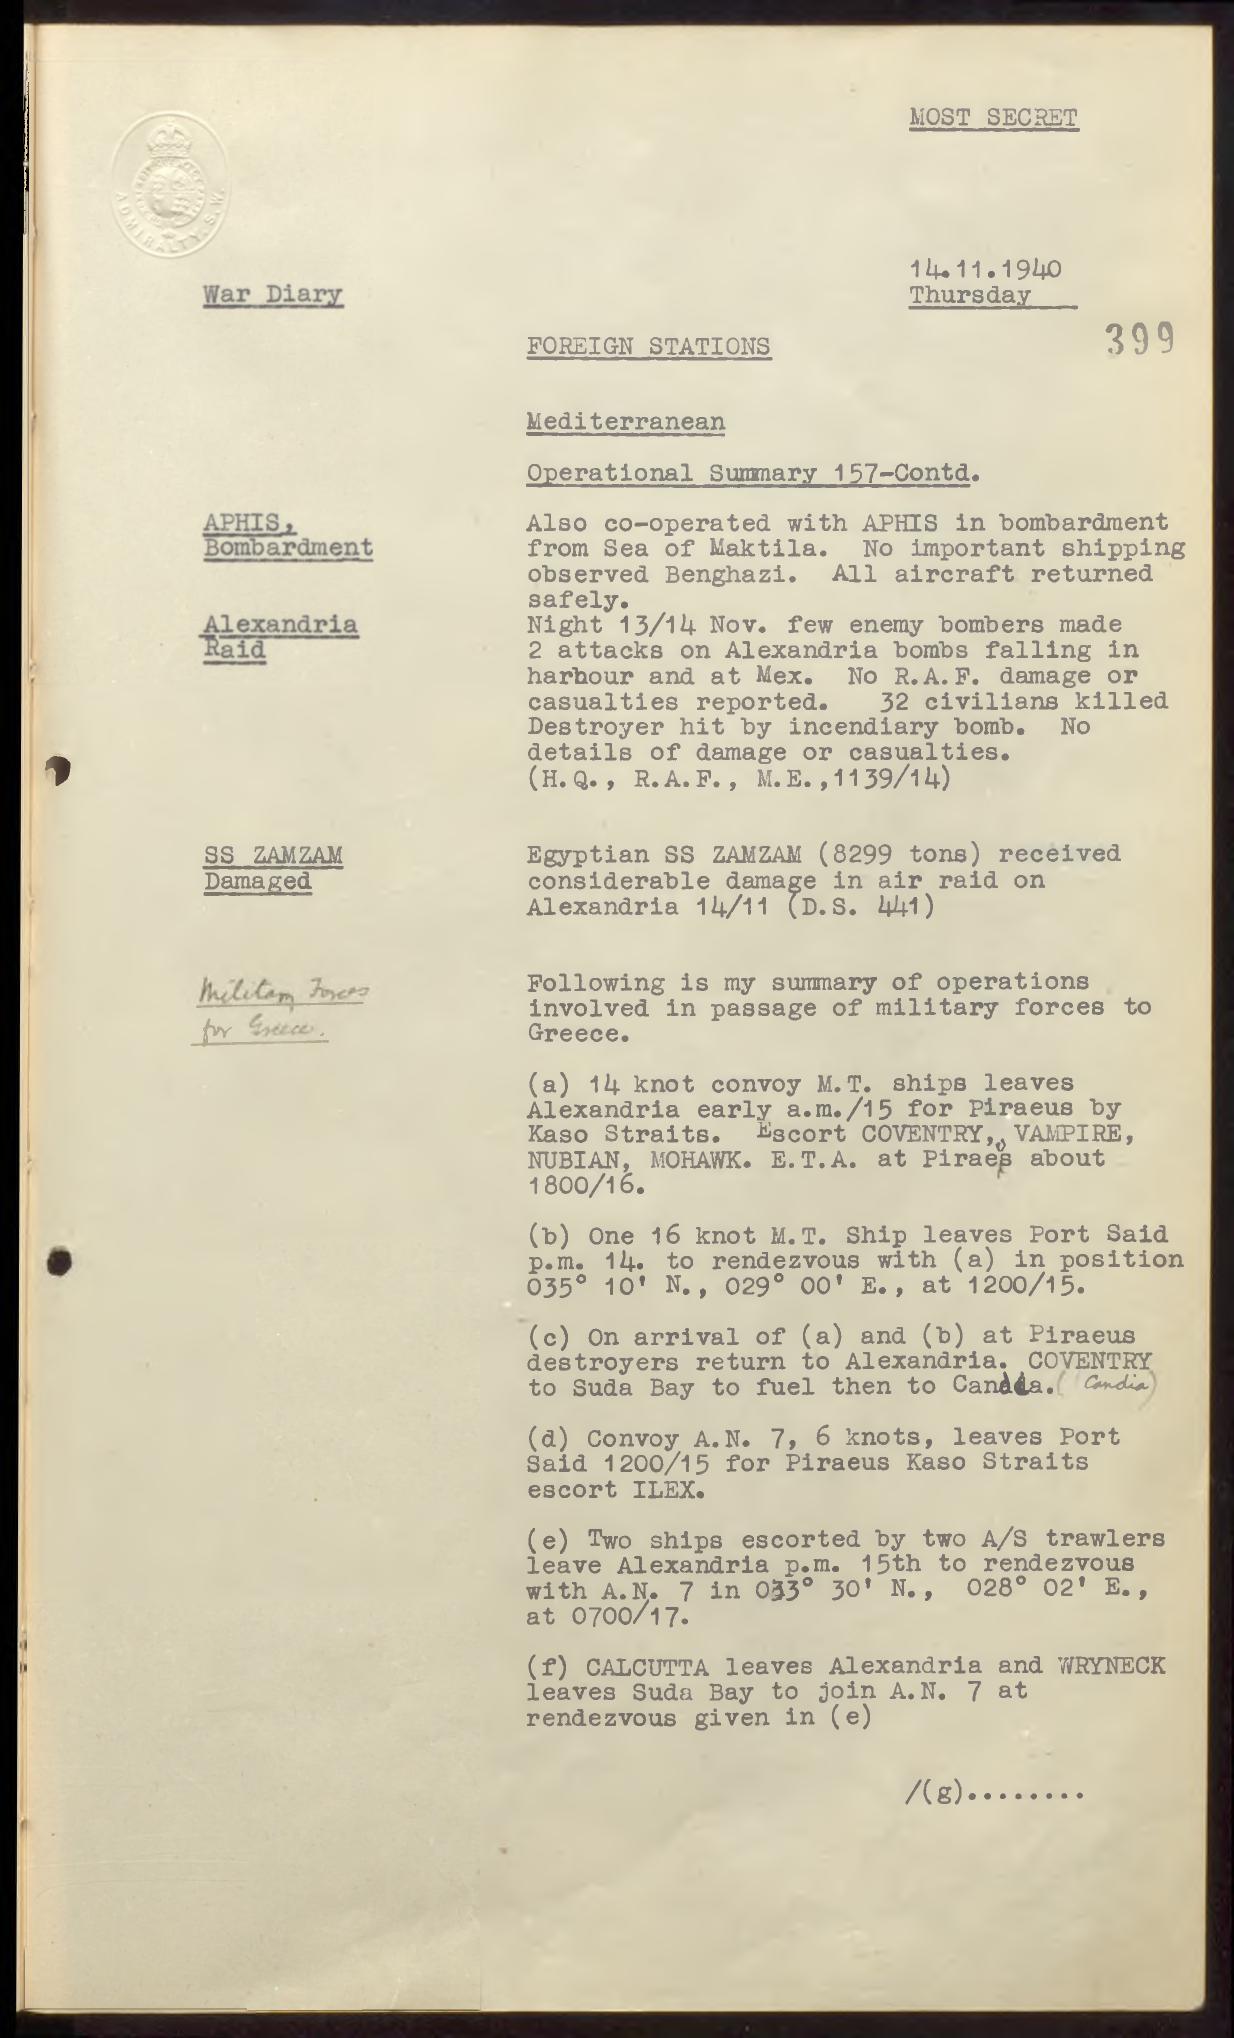 MOST SECRET
ADMIRALTY. S.W.
14.11.1940
War Diary
Thursday
399
FOREIGN STATIONS
Mediterranean
Operational Summary 157-Contd.
APHIS,
Bombardment
Also co-operated with APHIS in bombardment
from Sea of Maktila. No important shipping
observed Benghazi. All aircraft returned
safely.
Alexandria
Raid
Night 13/14 Nov. few enemy bombers made
2 attacks on Alexandria bombs falling in
harbour and at Mex. No R.A.F. damage or
casualties reported. 32 civilians killed
Destroyer hit by incendiary bomb. No
details of damage or casualties.
(H.Q., R.A.F., M.E.,1139/14)
SS ZAMZAM
Damaged
Egyptian SS ZAMZAM (8299 tons) received
considerable damage in air raid on
Alexandria 14/11 (D.S. 441)
Military Forces
for Greece.
Following is my summary of operations
involved in passage of military forces to
Greece.
(a) 14 knot convoy M.T. ships leaves
Alexandria early a.m./15 for Piraeus by
Kaso Straits. Escort COVENTRY, VAMPIRE,
NUBIAN, MOHAWK. E.T.A. at Piraes about
1800/16.
(b) One 16 knot M.T. Ship leaves Port Said
p.m. 14. to rendezvous with (a) in position
035° 10' N., 029° 00' E., at 1200/15.
(c) On arrival of (a) and (b) at Piraeus
destroyers return to Alexandria. COVENTRY
to Suda Bay to fuel then to Candia. (Candia)
(d) Convoy A.N. 7, 6 knots, leaves Port
Said 1200/15 for Piraeus Kaso Straits
escort ILEX.
(e) Two ships escorted by two A/S trawlers
leave Alexandria p.m. 15th to rendezvous
with A.N. 7 in 033° 30' N., 028° 02' E.,
at 0700/17.
(f) CALCUTTA leaves Alexandria and WRYNECK
leaves Suda Bay to join A.N. 7 at
rendezvous given in (e)
/(g)........